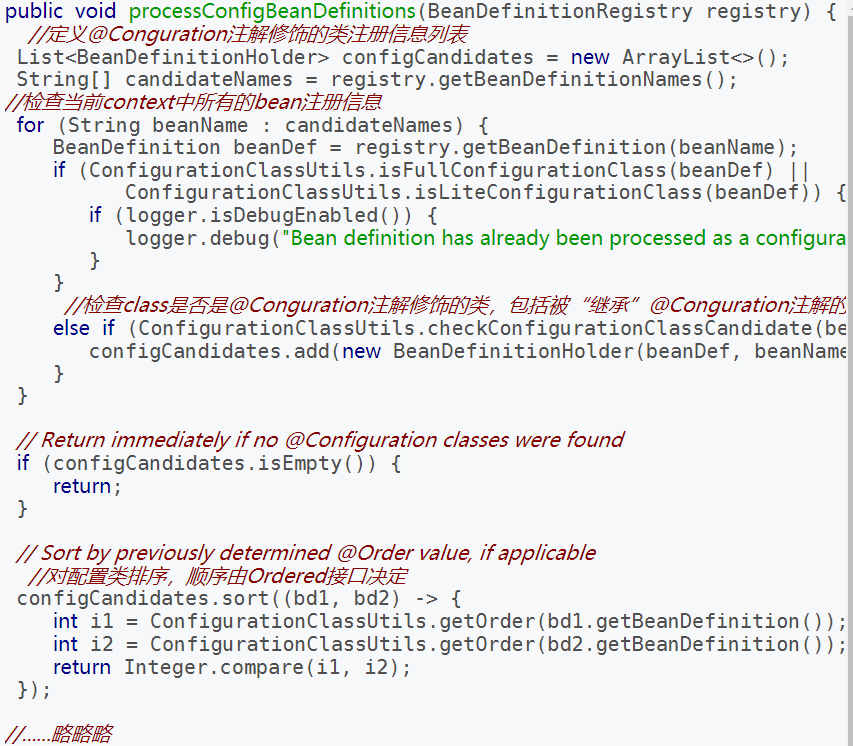 public void processConfigBeanDefinitions(BeanDefinitionRegistry registry) {
//定义@Conguration注解修饰的类注册信息列表
List<BeanDefinitionHolder> configCandidates = new ArrayList<>();
String[] candidateNames = registry.getBeanDefinitionNames();
//检查当前context中所有的bean注册信息
for (String beanName : candidateNames) {
BeanDefinition beanDef = registry.getBeanDefinition(beanName);
if (ConfigurationClassUtils.isFullConfigurationClass(beanDef) ||
ConfigurationClassUtils.isLiteConfigurationClass(beanDef)) {
if (logger.isDebugEnabled()) {
logger.debug("Bean definition has already been processed as a configura
}
}
//检查class是否是@Conguration注解修饰的类，包括被“继承”@Conguration注解的
else if (ConfigurationClassUtils.checkConfigurationClassCandidate(be
configCandidates.add(new BeanDefinitionHolder(beanDef, beanName
}
}
// Return immediately if no @Configuration classes were found
if (configCandidates.isEmpty()) {
return;
}
// Sort by previously determined @Order value, if applicable
//对配置类排序，顺序由Ordered接口决定
configCandidates.sort((bd1, bd2) -> {
int i1 = ConfigurationClassUtils.getOrder(bd1.getBeanDefinition());
int i2 = ConfigurationClassUtils.getOrder(bd2.getBeanDefinition());
return Integer.compare(i1, i2);
});
//......略略略